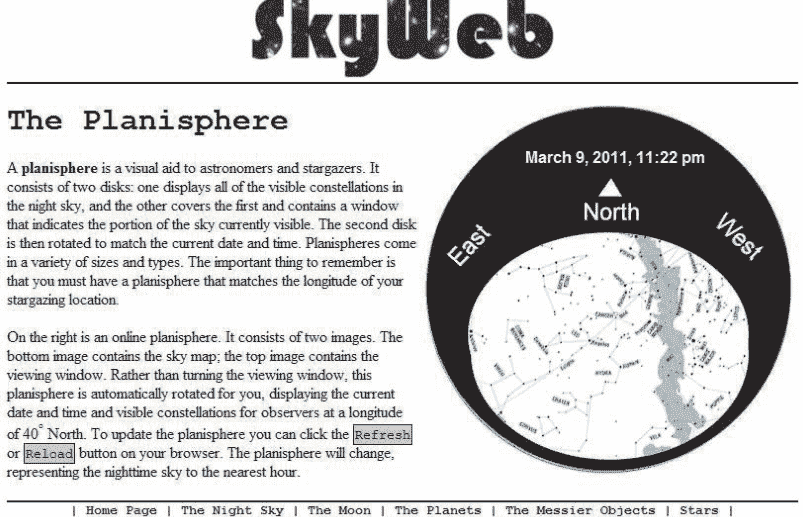 SkyWeb
The Planisphere
A planisphere is a visual aid to astronomers and stargazers. It
consists of two disks: one displays all of the visible constellations in
the night sky, and the other covers the first and contains a window
that indicates the portion of the sky currently visible. The second disk
is then rotated to match the current date and time. Planispheres come
in a variety of sizes and types. The important thing to remember is
that you must have a planisphere that matches the longitude of your
stargazing location.
On the right is an online planisphere. It consists of two images. The
bottom image contains the sky map; the top image contains the
viewing window. Rather than turning the viewing window, this
planisphere is automatically rotated for you, displaying the current
date and time and visible constellations for observers at a longitude
of 40° North. To update the planisphere you can click the Refresh
or Reload button on your browser. The planisphere will change,
representing the nighttime sky to the nearest hour.
March 9, 2011, 11:22 pm
North
East
West
| Home Page | The Night Sky | The Moon | The Planets | The Messier Objects | Stars |